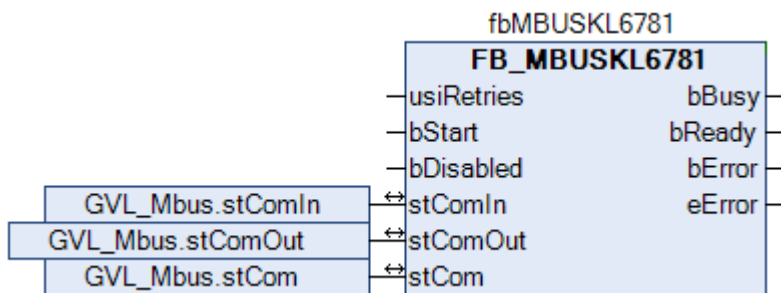 fbMBUSKL6781
FB_MBUSKL6781
usiRetries bBusy
bStart bReady
bDisabled bError
GVL_Mbus.stComIn stComIn eError
GVL_Mbus.stComOut stComOut
GVL_Mbus.stCom stCom